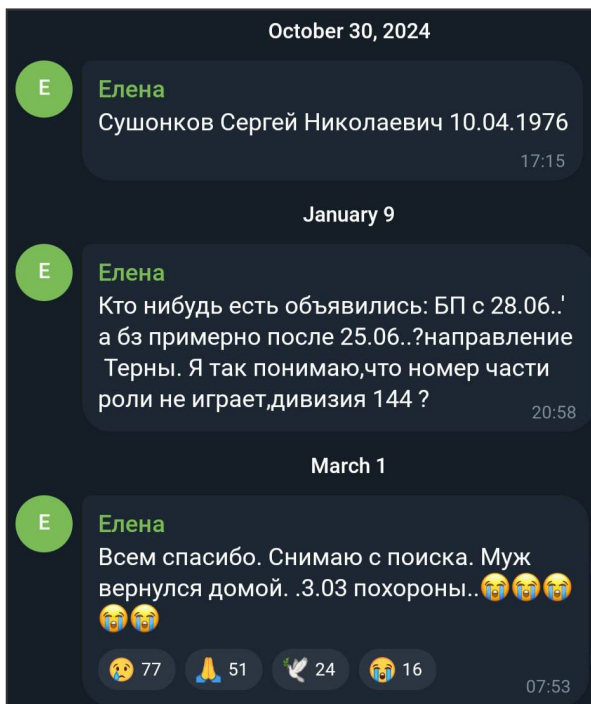 October 30, 2024
Е
Елена
Сушонков Сергей Николаевич 10.04.1976
17:15
January 9
Е
Елена
Кто нибудь есть объявились: БП с 28.06..'
а бз примерно после 25.06..?направление
Терны. Я так понимаю,что номер части
роли не играет,дивизия 144 ?
20:58
March 1
Е
Елена
Всем спасибо. Снимаю с поиска. Муж
вернулся домой. .3.03 похороны..😭😭😭
😭😭
😢 77 🙏 51 🕊 24 😭 16
07:53